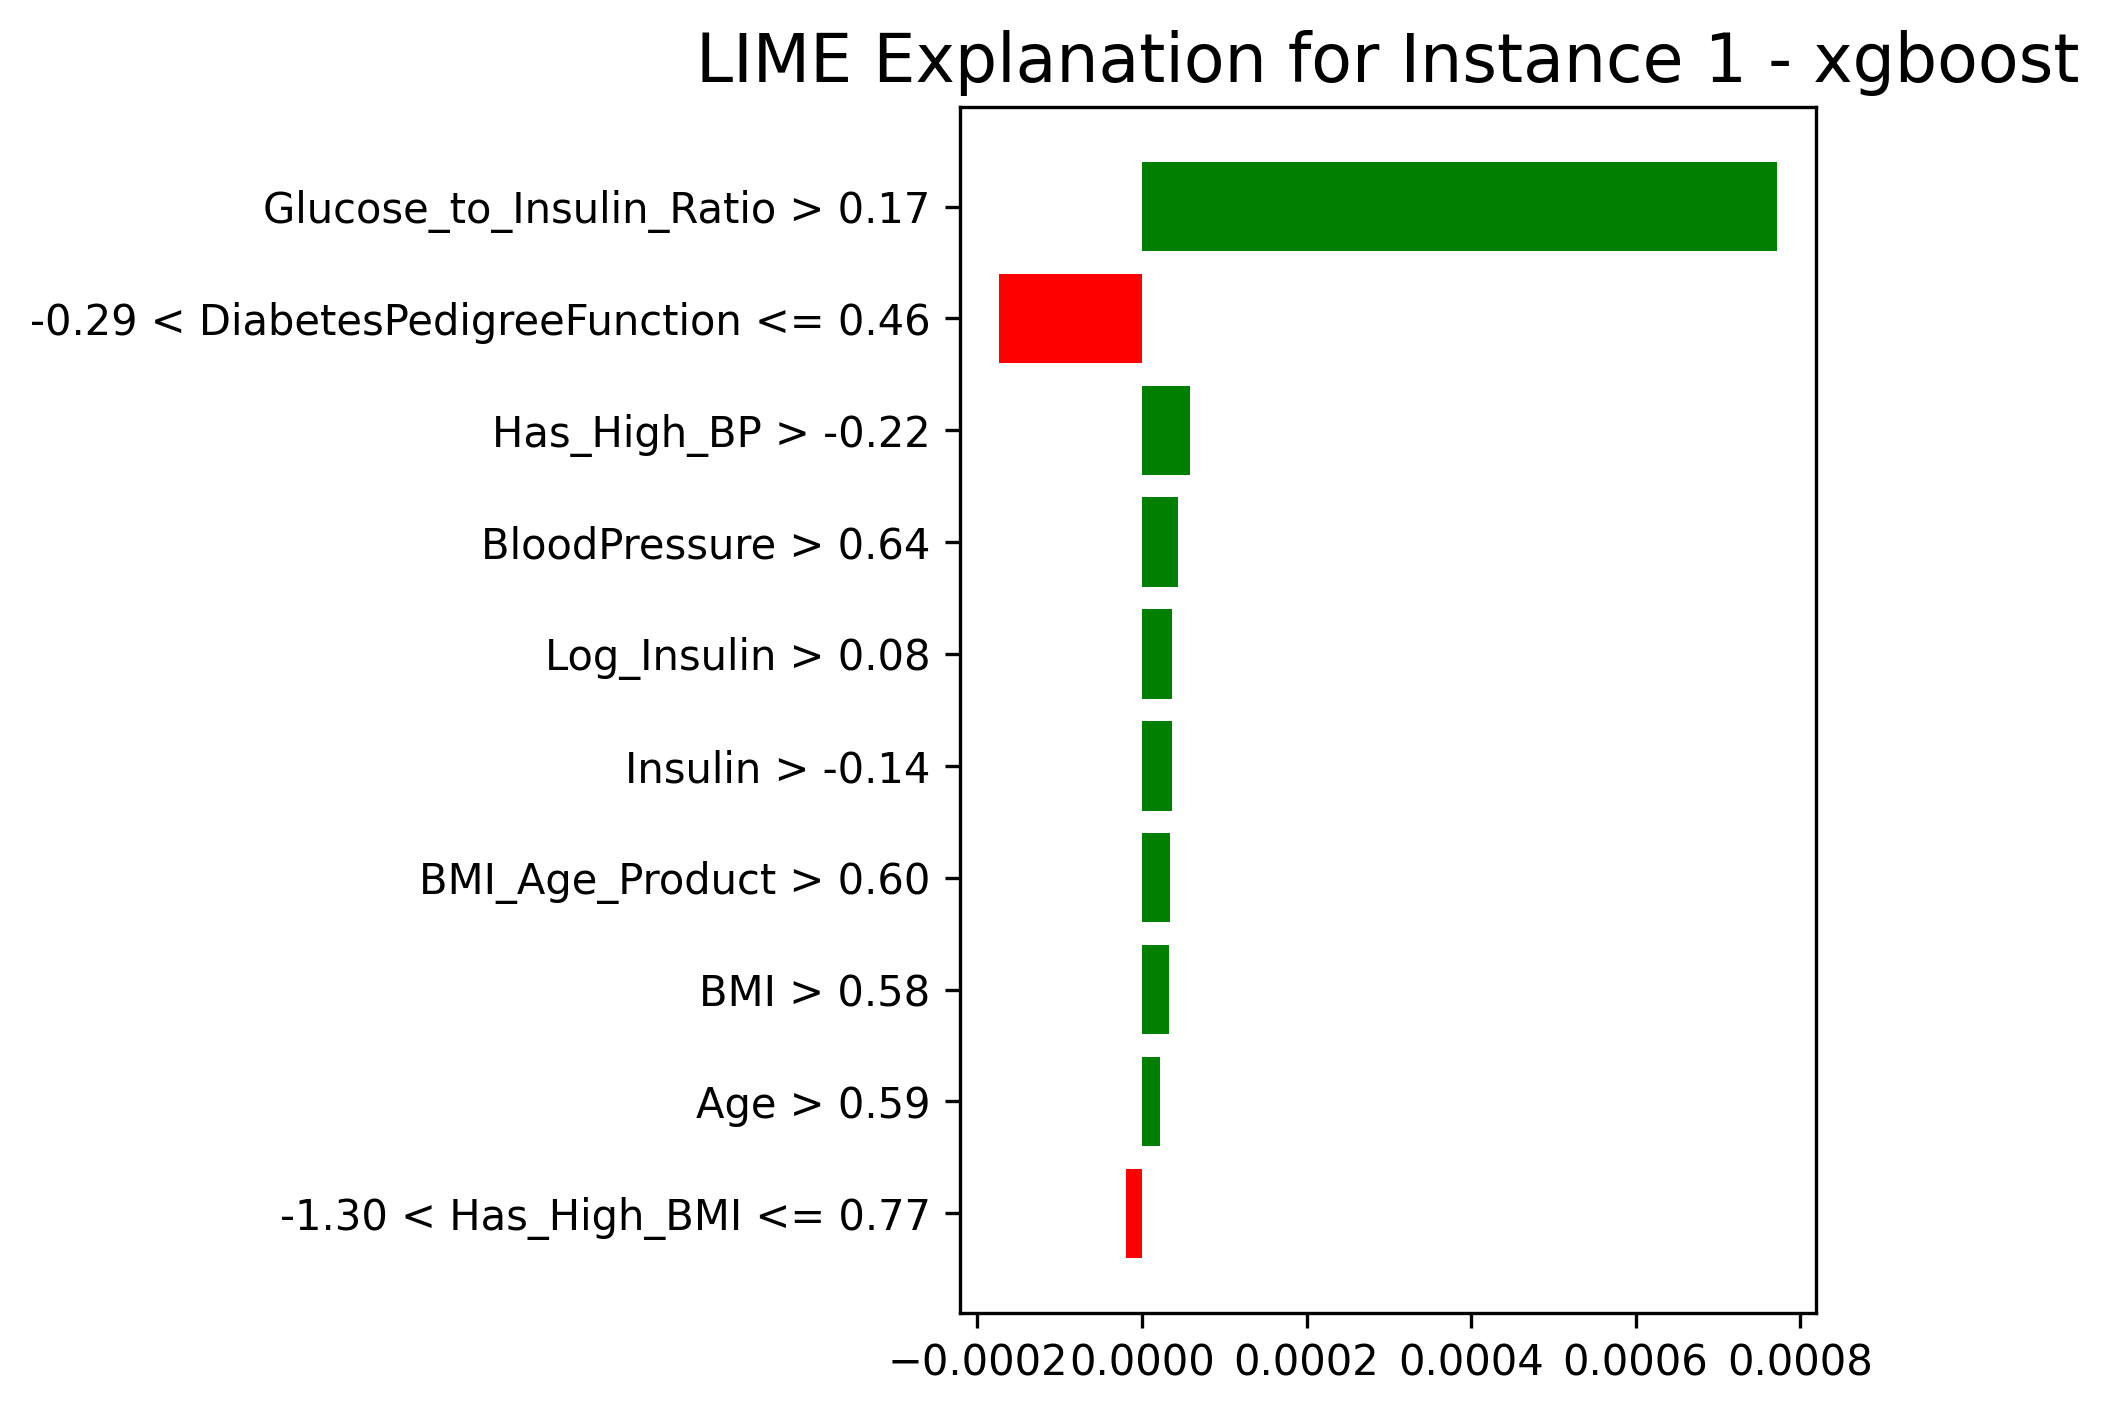 LIME Explanation for Instance 1 - xgboost
Glucose_to_Insulin_Ratio > 0.17
-0.29 < DiabetesPedigreeFunction <= 0.46
Has_High_BP > -0.22
BloodPressure > 0.64
Log_Insulin > 0.08
Insulin > -0.14
BMI_Age_Product > 0.60
BMI > 0.58
Age > 0.59
-1.30 < Has_High_BMI <= 0.77
−0.0002 0.0000 0.0002 0.0004 0.0006 0.0008